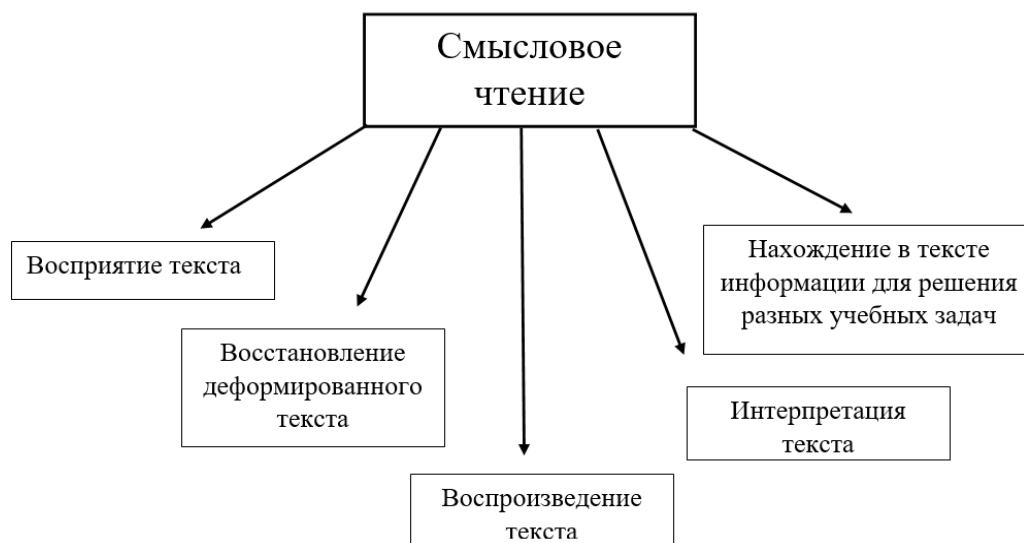 Смысловое
чтение
Восприятие текста
Восстановление
деформированного
текста
Воспроизведение
текста
Интерпретация
текста
Нахождение в тексте
информации для решения
разных учебных задач